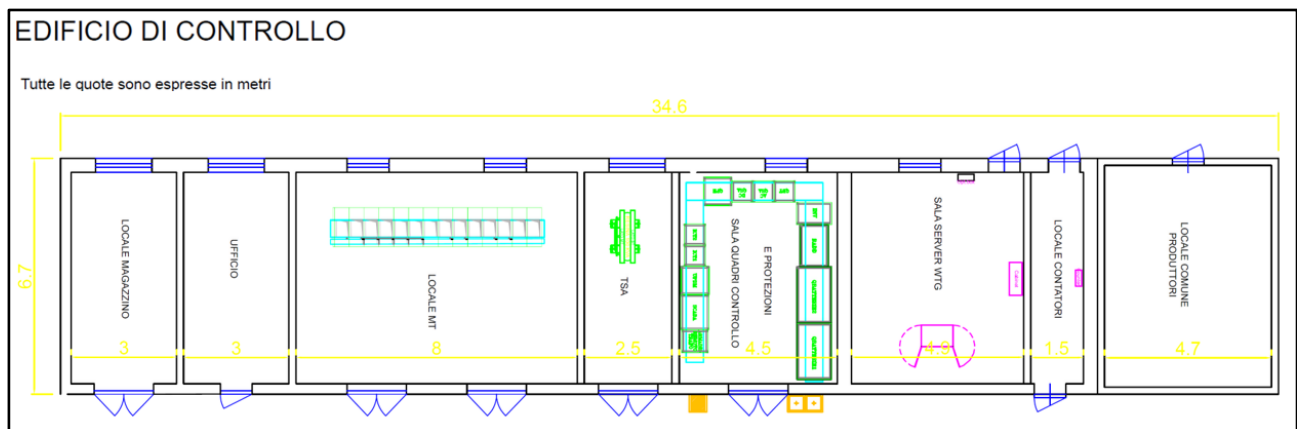 EDIFICIO DI CONTROLLO
Tutte le quote sono espresse in metri
34.6
6.7
LOCALE MAGAZZINO
UFFICIO
LOCALE MT
TSA
SALA QUADRI CONTROLLO
E PROTEZIONI
SALA SERVER WTG
LOCALE CONTATORI
LOCALE COMUNE
PRODUTTORI
3
3
8
2.5
4.5
4.9
1.5
4.7